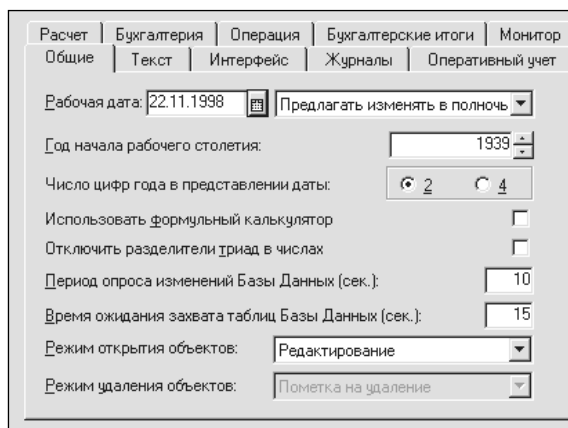 Расчет Бухгалтерия Операция Бухгалтерские итоги Монитор
Общие Текст Интерфейс Журналы Оперативный учет
Рабочая дата: 22.11.1998 Предлагать изменять в полночь
Год начала рабочего столетия: 1939
Число цифр года в представлении даты: 2 4
Использовать формульный калькулятор
Отключить разделители триад в числах
Период опроса изменений Базы Данных (сек.): 10
Время ожидания захвата таблиц Базы Данных (сек.): 15
Режим открытия объектов: Редактирование
Режим удаления объектов: Пометка на удаление